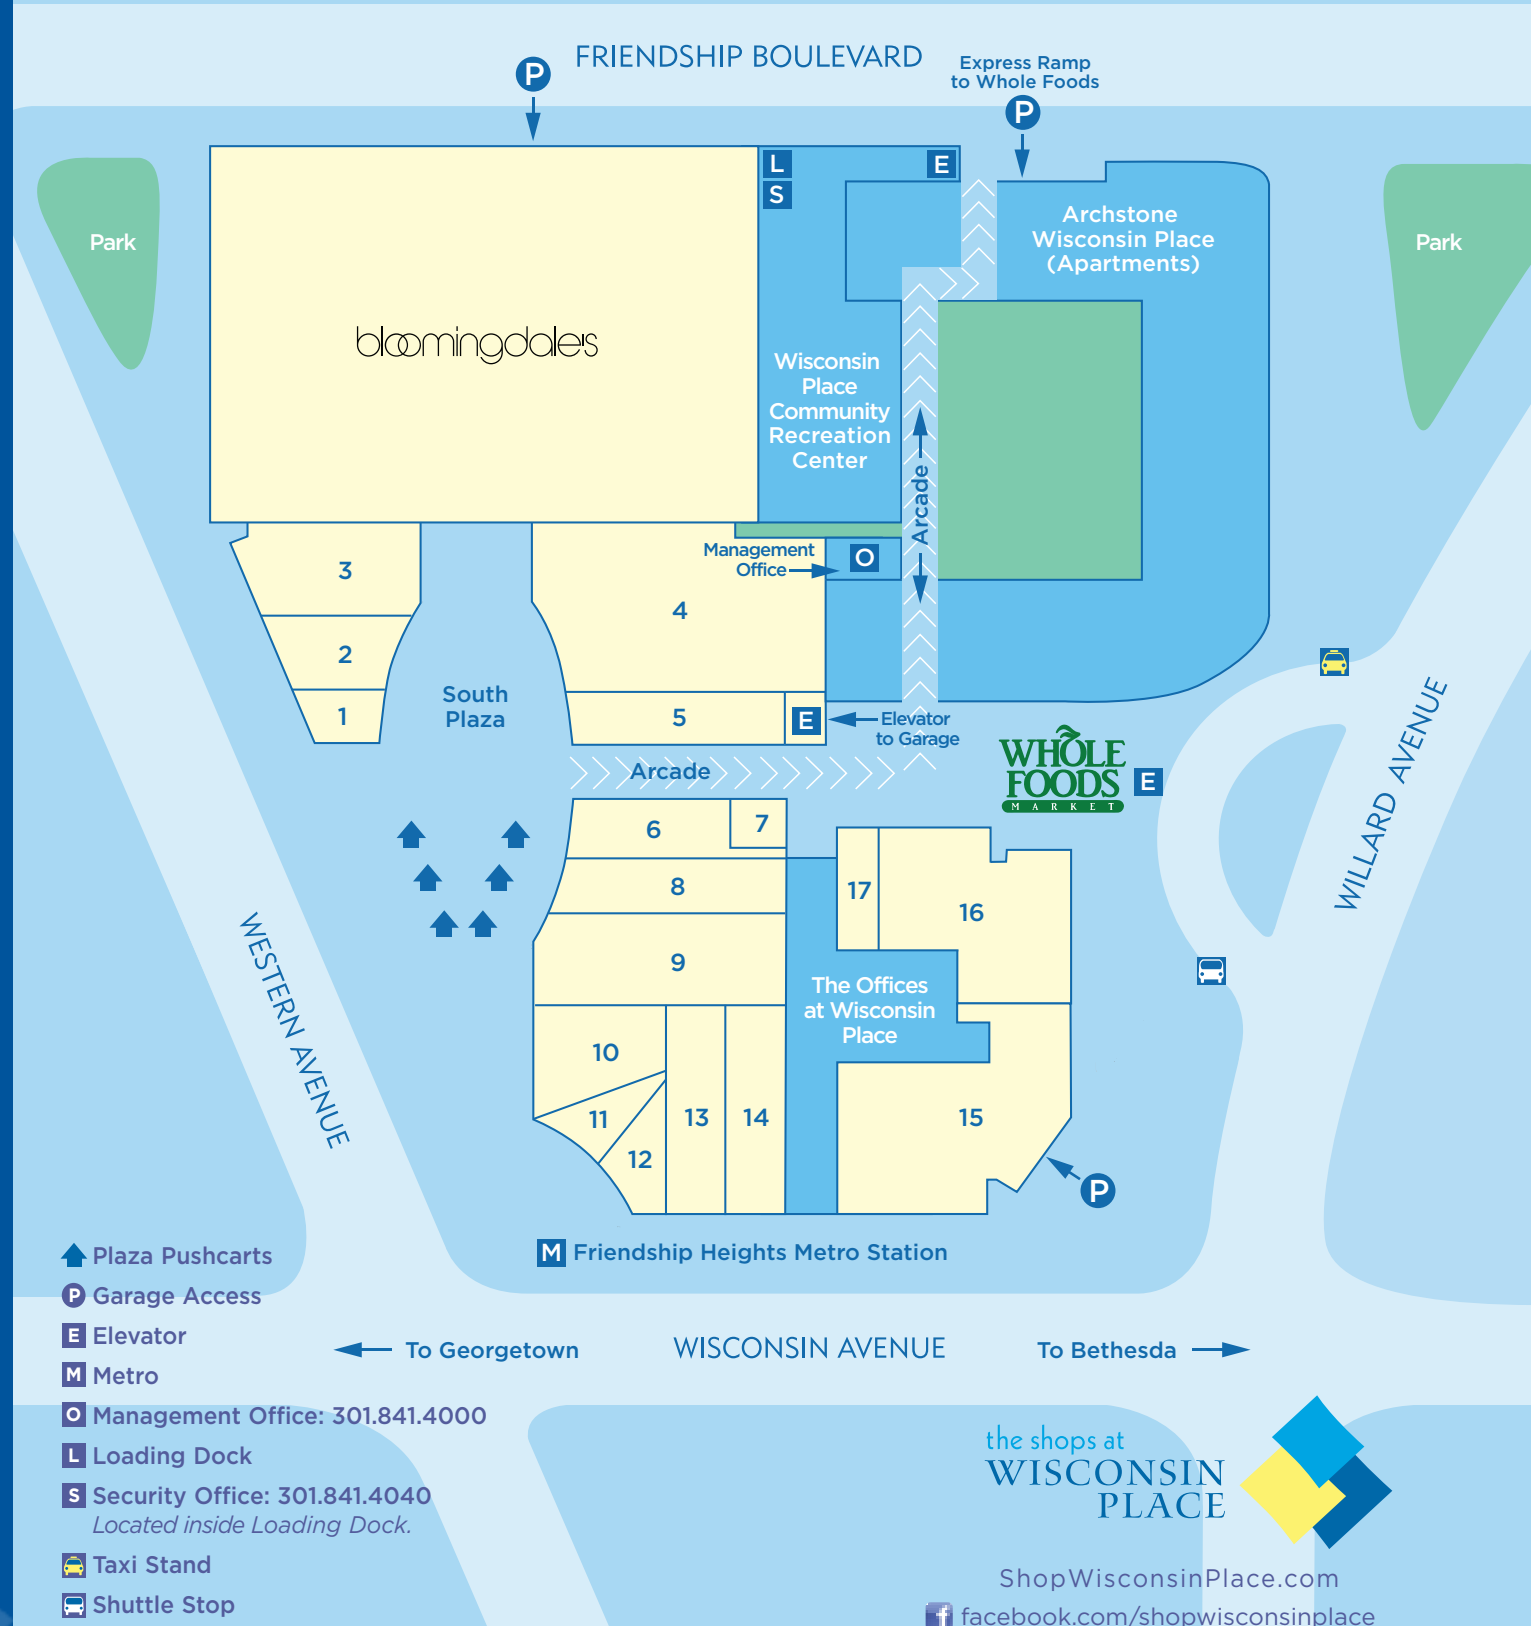 FRIENDSHIP BOULEVARD
P
Express Ramp
to Whole Foods
P
L
S
E
Park
Archstone
Wisconsin Place
(Apartments)
Park
bloomingdale's
Wisconsin
Place
Community
Recreation
Center
Arcade
Management
Office
O
3
4
2
1
South
Plaza
5
E
Elevator
to Garage
Arcade
WHOLE
FOODS
MARKET
E
WILLARD AVENUE
6
7
8
17
16
9
WESTERN AVENUE
The Offices
at Wisconsin
Place
10
11
12
13
14
15
P
M Friendship Heights Metro Station
Plaza Pushcarts
P Garage Access
E Elevator
M Metro
O Management Office: 301.841.4000
L Loading Dock
S Security Office: 301.841.4040
Located inside Loading Dock.
Taxi Stand
Shuttle Stop
To Georgetown
WISCONSIN AVENUE
To Bethesda
the shops at
WISCONSIN
PLACE
ShopWisconsinPlace.com
f facebook.com/shopwisconsinplace